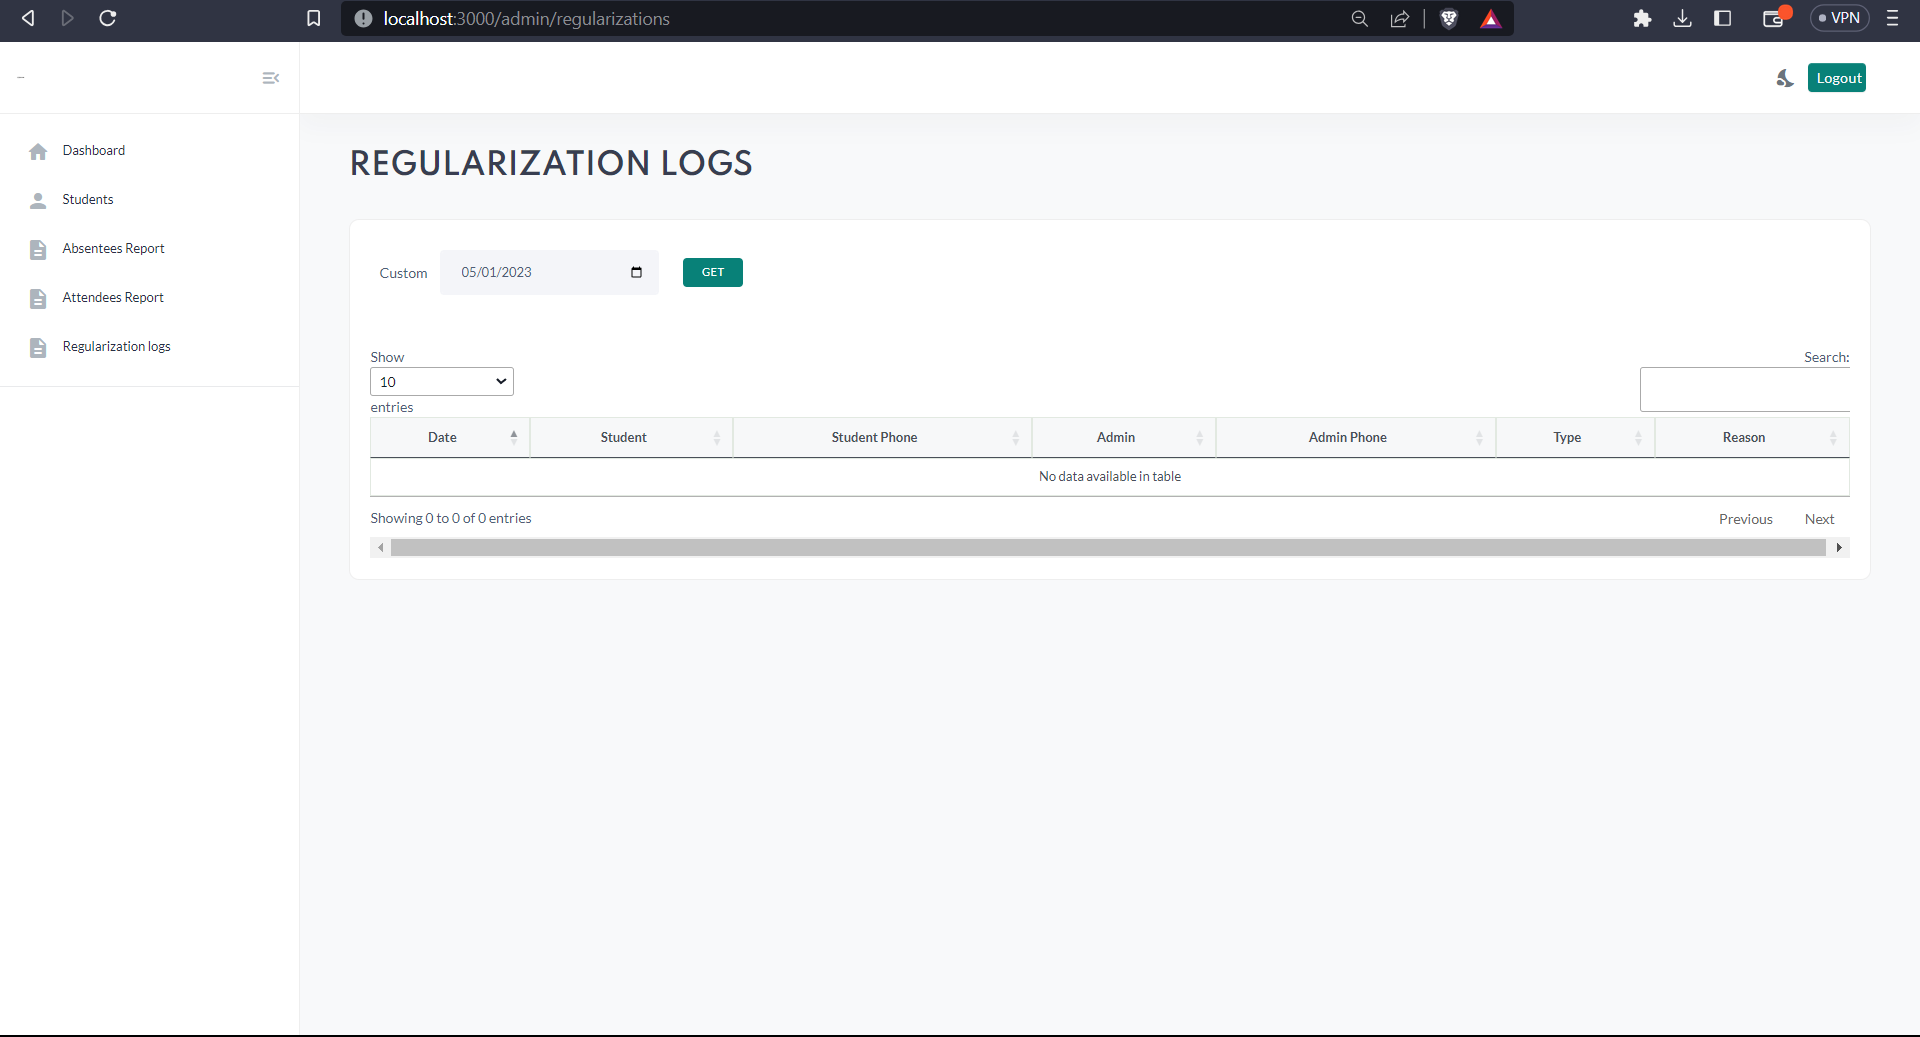 localhost:3000/admin/regularizations
VPN
--
Logout
Dashboard
Students
Absentees Report
Attendees Report
Regularization logs
REGULARIZATION LOGS
Custom 05/01/2023 GET
Show
10
entries
Search:
Date Student Student Phone Admin Admin Phone Type Reason
No data available in table
Showing 0 to 0 of 0 entries
Previous Next